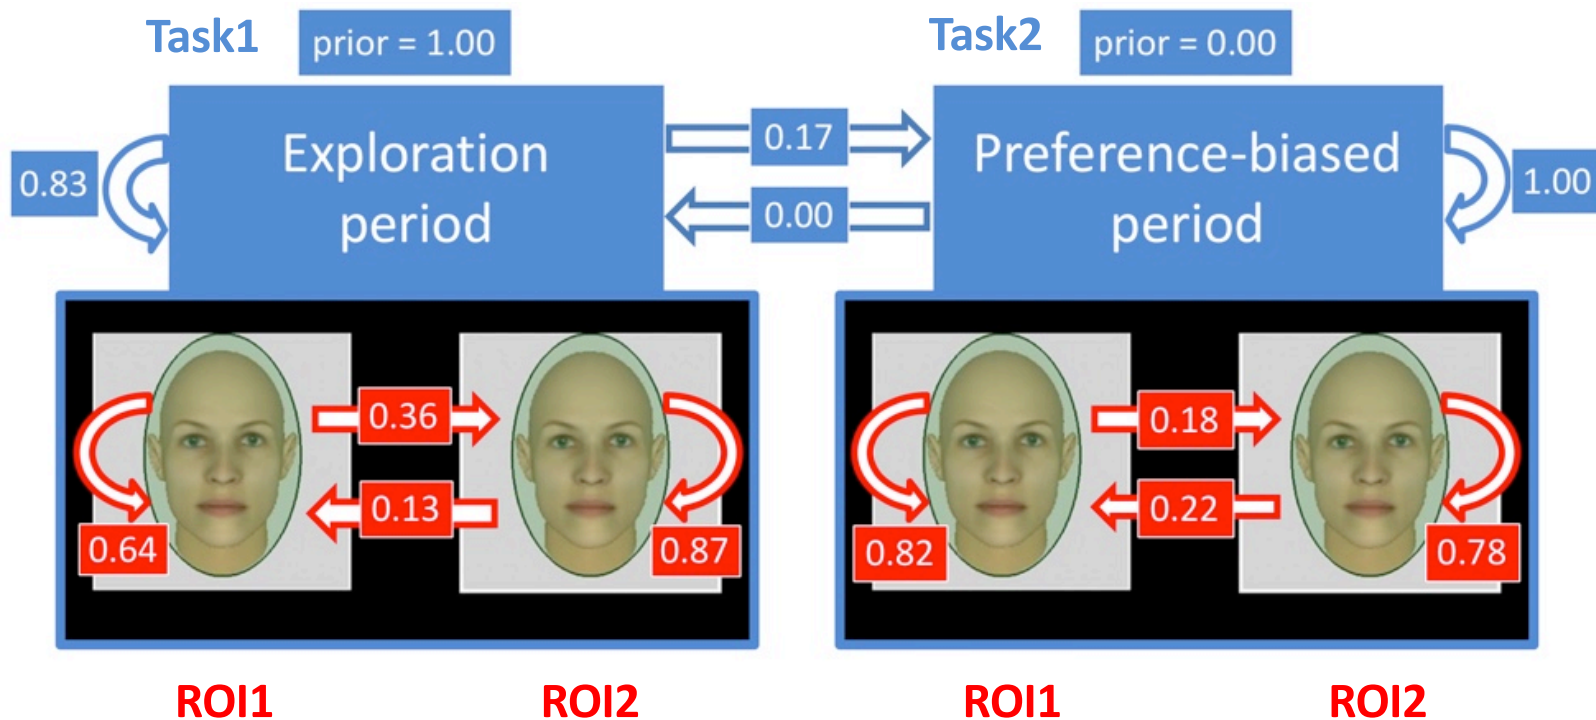 Task1
prior = 1.00
Task2
prior = 0.00
Exploration
period
0.83
0.17
0.00
Preference-biased
period
1.00
0.36
0.13
0.64
0.87
0.18
0.22
0.82
0.78
ROI1
ROI2
ROI1
ROI2